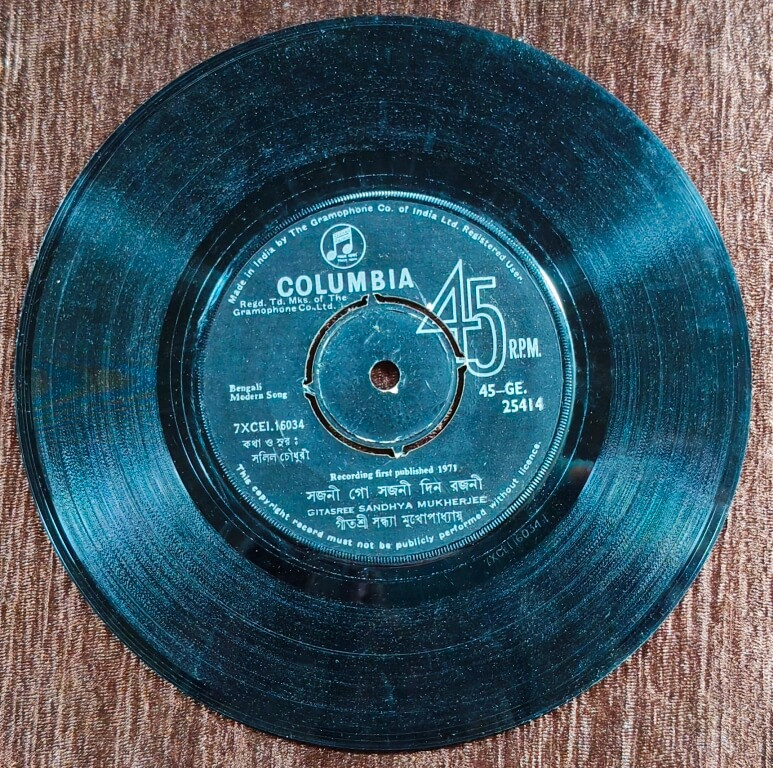 Made in India by The Gramophone Co. of India Ltd. Registered User.
COLUMBIA
Regd. Td. Mks. of The
Gramophone Co., Ltd.
45
R.P.M.
Bengali
Modern Song
45-GE.
25414
7XCEI.16034
কথা ও সুর :
সলিল চৌধুরী
Recording first published 1971
সজনী গো সজনী দিন রজনী
GITASREE SANDHYA MUKHERJEE
গীতশ্রী সন্ধ্যা মুখোপাধ্যায়
This copyright record must not be publicly performed without licence.
7XCEI 16034